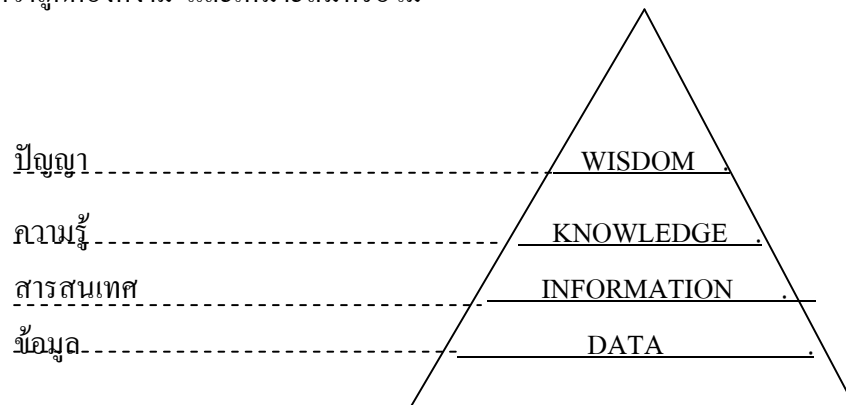 ปัญญา WISDOM
ความรู้ KNOWLEDGE
สารสนเทศ INFORMATION
ข้อมูล DATA